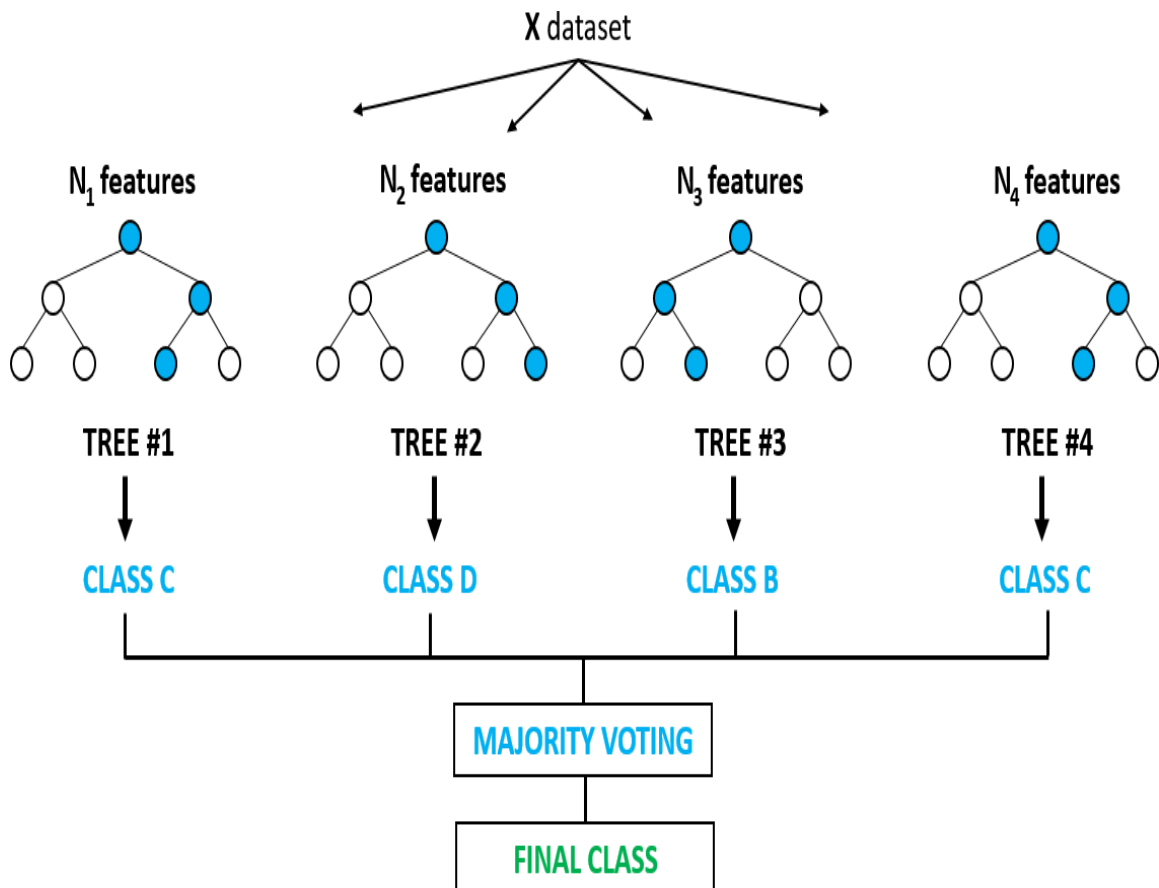 X dataset
N₁ features
N₂ features
N₃ features
N₄ features
TREE #1
TREE #2
TREE #3
TREE #4
CLASS C
CLASS D
CLASS B
CLASS C
MAJORITY VOTING
FINAL CLASS